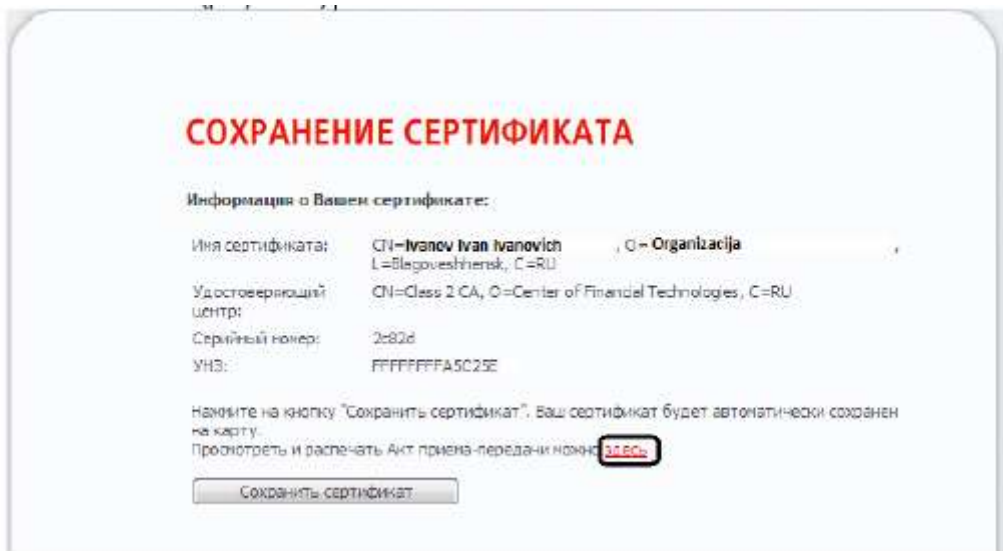 СОХРАНЕНИЕ СЕРТИФИКАТА
Информация о Вашем сертификате:
Имя сертификата: CN=Ivanov Ivan Ivanovich , O= Organizacija ,
L=Blagoveshhensk, C=RU
Удостоверяющий CN=Class 2 CA, O=Center of Financial Technologies, C=RU
центр:
Серийный номер: 2c82d
УНЗ: FFFFFFFFA5C25E
Нажмите на кнопку "Сохранить сертификат". Ваш сертификат будет автоматически сохранен
на карту.
Просмотреть и распечать Акт приема-передачи можно здесь
Сохранить сертификат